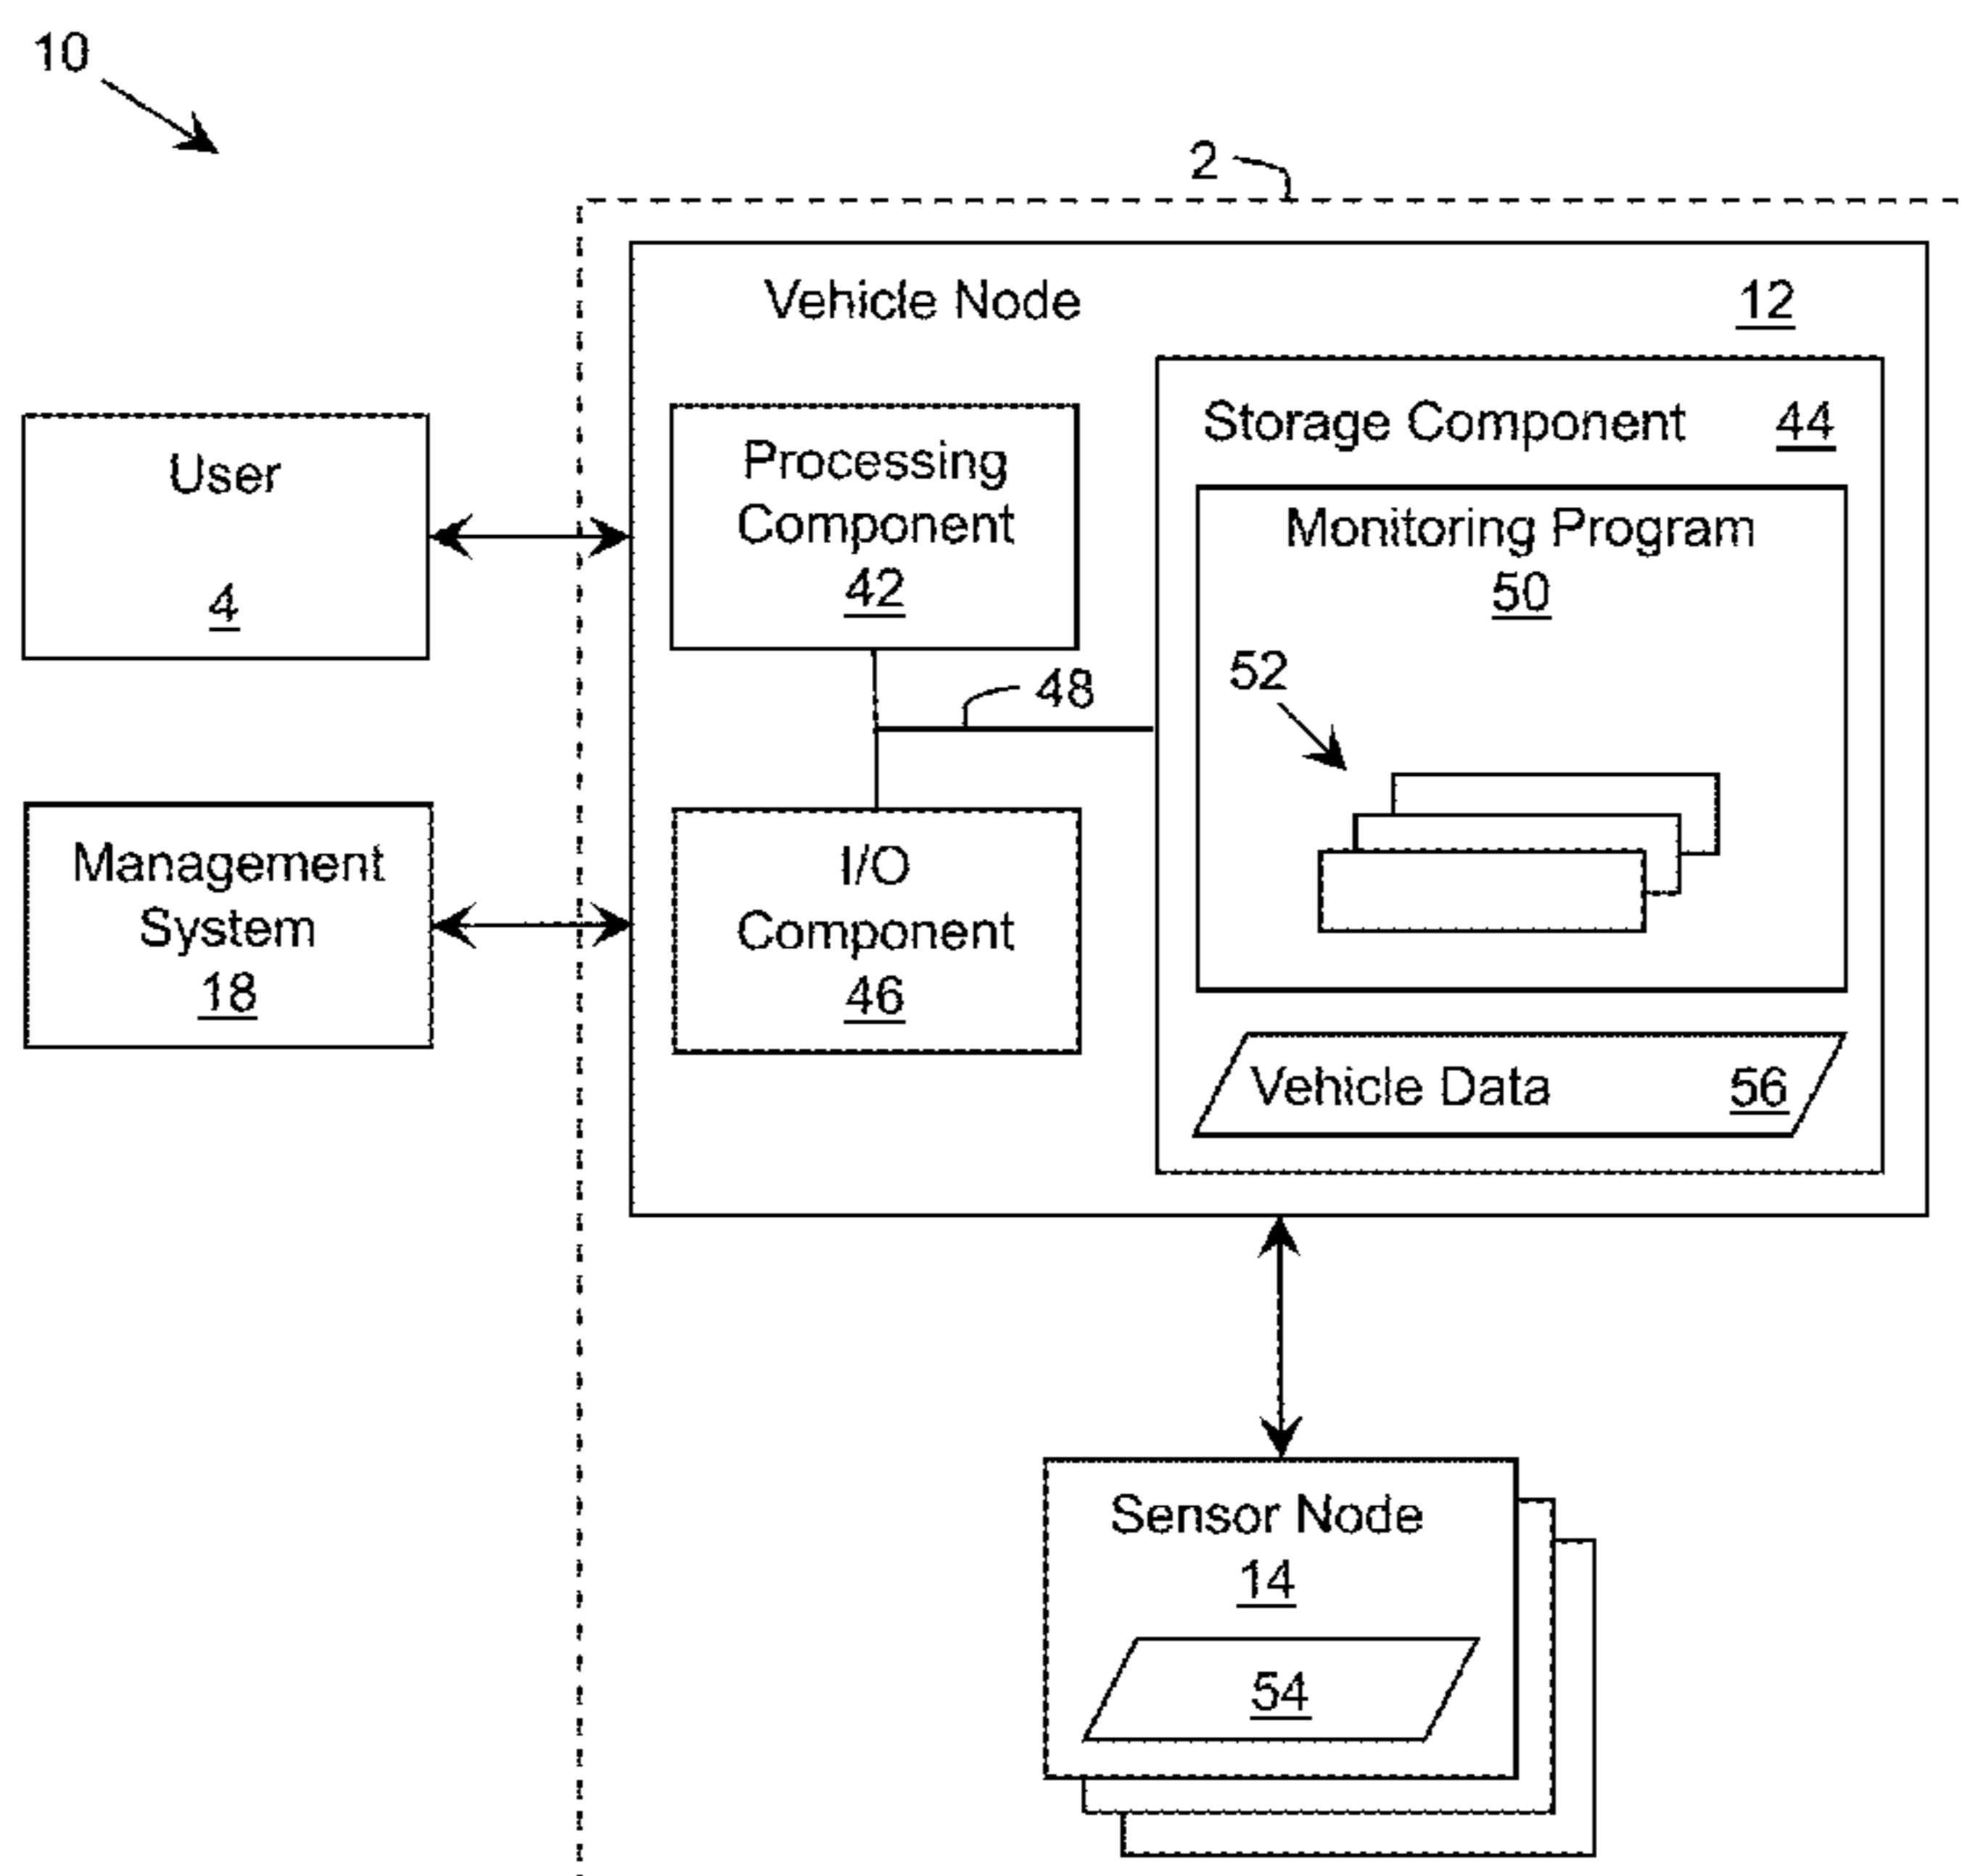 10
2
Vehicle Node
12
User
4
Processing
Component
42
Storage Component
44
Monitoring Program
50
48
52
Management
System
18
I/O
Component
46
Vehicle Data
56
Sensor Node
14
54